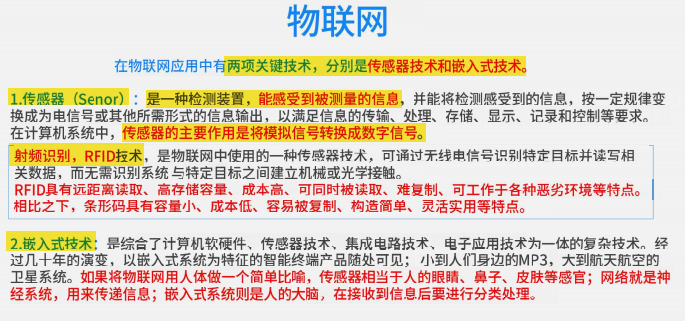 物联网
在物联网应用中有两项关键技术，分别是传感器技术和嵌入式技术。
1.传感器（Senor）：是一种检测装置，能感受到被测量的信息，并能将检测感受到的信息，按一定规律变
换成为电信号或其他所需形式的信息输出，以满足信息的传输、处理、存储、显示、记录和控制等要求。
在计算机系统中，传感器的主要作用是将模拟信号转换成数字信号。
射频识别，RFID技术，是物联网中使用的一种传感器技术，可通过无线电信号识别特定目标并读写相
关数据，而无需识别系统与特定目标之间建立机械或光学接触。
RFID具有远距离读取、高存储容量、成本高、可同时被读取、难复制、可工作于各种恶劣环境等特点。
相比之下，条形码具有容量小、成本低、容易被复制、构造简单、灵活实用等特点。
2.嵌入式技术：是综合了计算机软硬件、传感器技术、集成电路技术、电子应用技术为一体的复杂技术。经
过几十年的演变，以嵌入式系统为特征的智能终端产品随处可见；小到人们身边的MP3，大到航天航空的
卫星系统。如果将物联网用人体做一个简单比喻，传感器相当于人的眼睛、鼻子、皮肤等感官；网络就是神
经系统，用来传递信息；嵌入式系统则是人的大脑，在接收到信息后要进行分类处理。